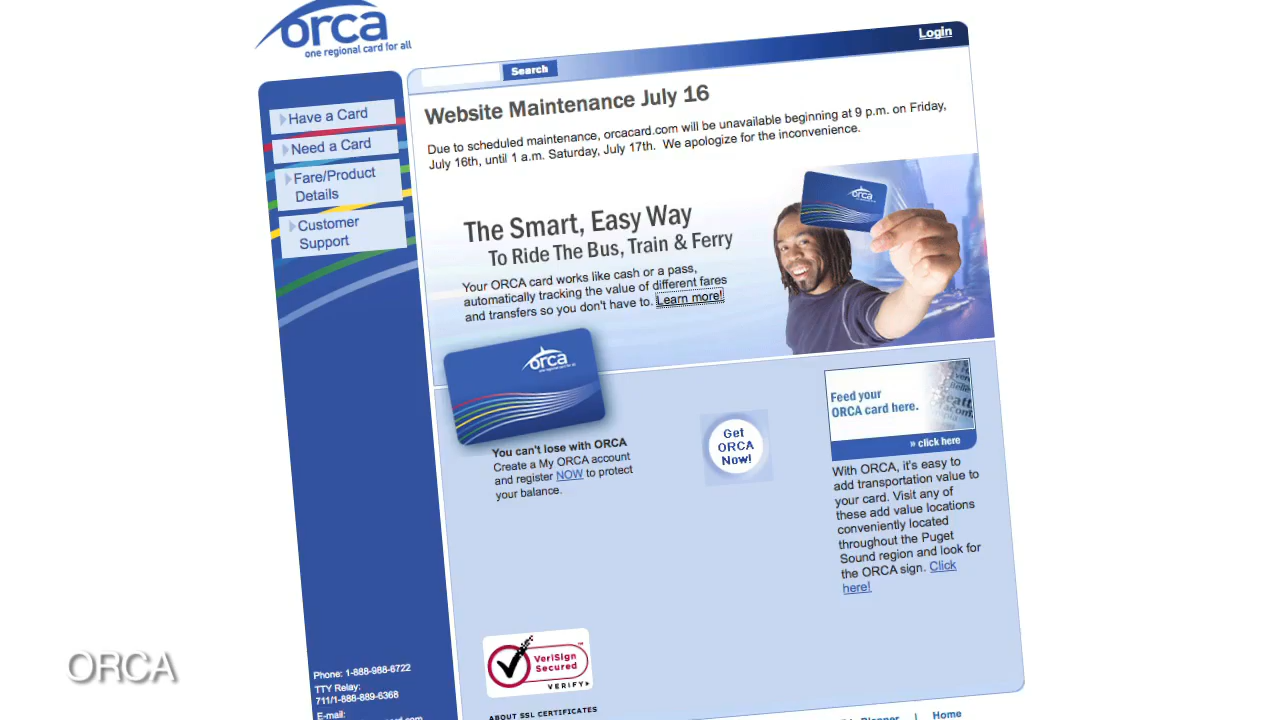 orca
one regional card for all
Login
Search
Have a Card
Need a Card
Fare/Product
Details
Customer
Support
Website Maintenance July 16
Due to scheduled maintenance, orcacard.com will be unavailable beginning at 9 p.m. on Friday,
July 16th, until 1 a.m. Saturday, July 17th. We apologize for the inconvenience.
orca
The Smart, Easy Way
To Ride The Bus, Train & Ferry
Your ORCA card works like cash or a pass,
automatically tracking the value of different fares
and transfers so you don't have to. Learn more!
orca
one regional card for all
You can't lose with ORCA
Create a My ORCA account
and register NOW to protect
your balance.
Get
ORCA
Now!
Feed your
ORCA card here.
» click here
With ORCA, it's easy to
add transportation value to
your card. Visit any of
these add value locations
conveniently located
throughout the Puget
Sound region and look for
the ORCA sign. Click
here!
VeriSign
Secured
VERIFY
ABOUT SSL CERTIFICATES
Phone: 1-888-988-6722
TTY Relay:
711/1-888-889-6368
E-mail:
Planner | Home
ORCA